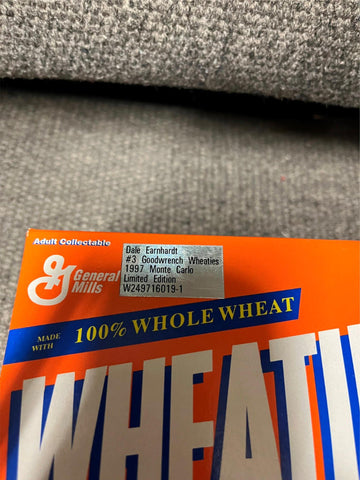 Adult Collectable
Dale Earnhardt
#3 Goodwrench Wheaties
1997 Monte Carlo
Limited Edition
W249716019-1
General
Mills
MADE
WITH
100% WHOLE WHEAT
WHEATI